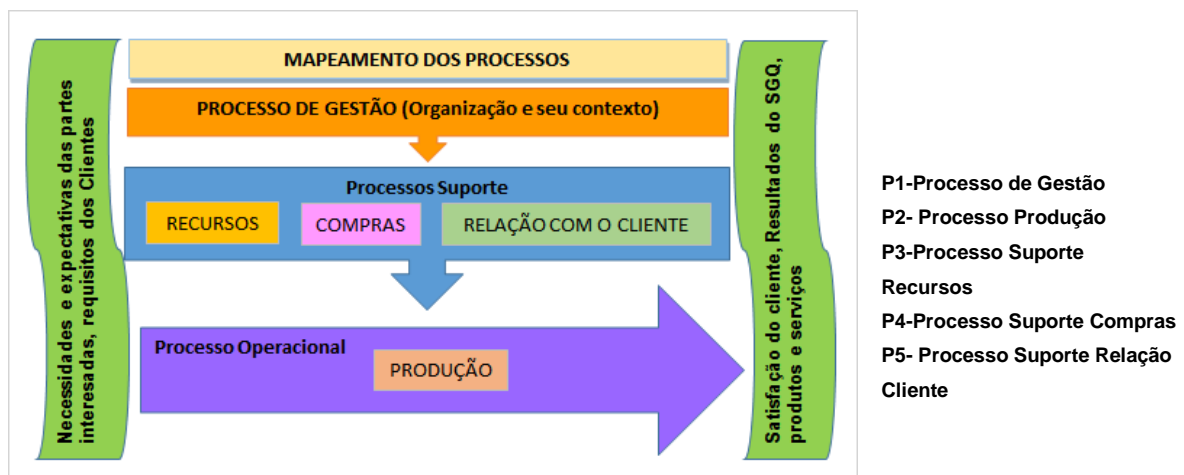 Necessidades e expectativas das partes
interesadas, requisitos dos Clientes
MAPEAMENTO DOS PROCESSOS
PROCESSO DE GESTÃO (Organização e seu contexto)
Processos Suporte
RECURSOS
COMPRAS
RELAÇÃO COM O CLIENTE
Processo Operacional
PRODUÇÃO
Satisfação do cliente, Resultados do SGQ,
produtos e serviços
P1-Processo de Gestão
P2- Processo Produção
P3-Processo Suporte
Recursos
P4-Processo Suporte Compras
P5- Processo Suporte Relação
Cliente